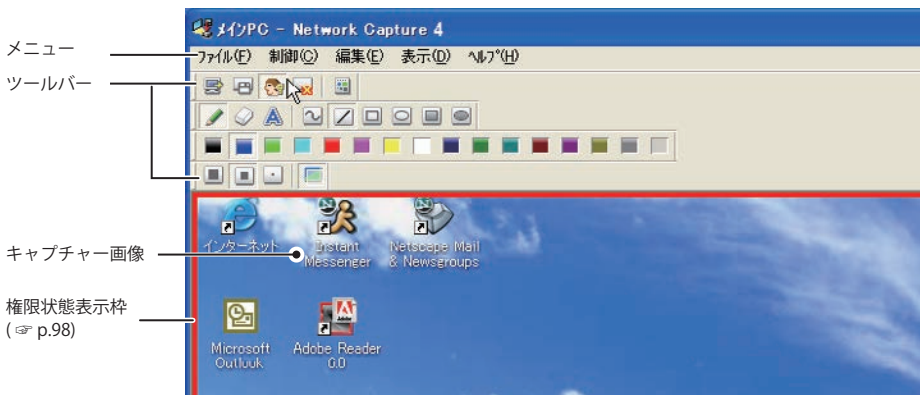 メインPC - Network Capture 4
メニュー
ファイル(F) 制御(C) 編集(E) 表示(D) ヘルプ(H)
ツールバー
A
インターネット
Instant Messenger
Netscape Mail & Newsgroups
キャプチャー画像
権限状態表示枠
(☞ p.98)
Microsoft Outlook
Adobe Reader 6.0